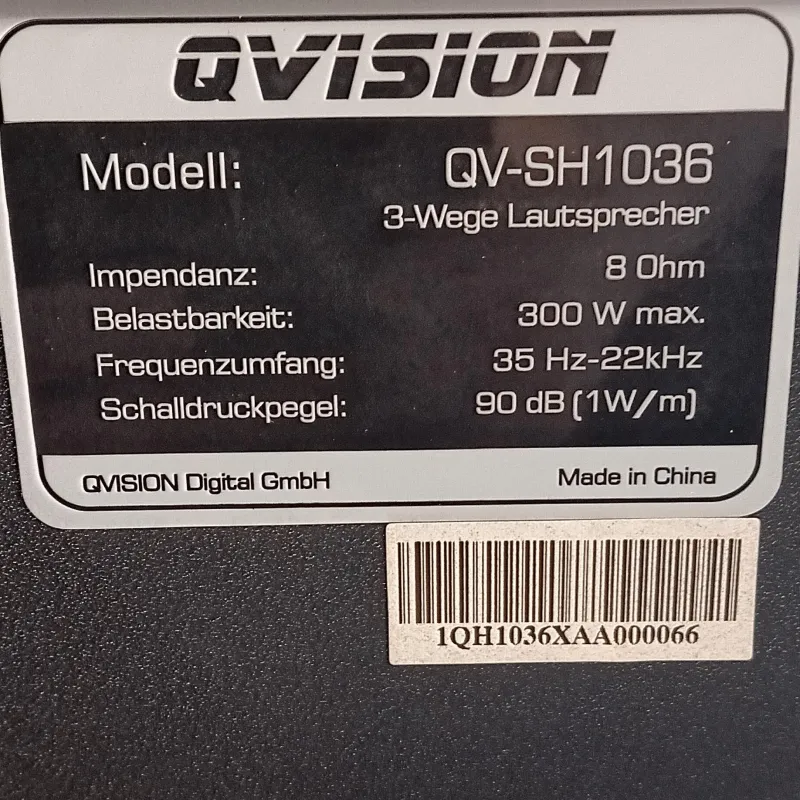 QVISION
Modell: QV-SH1036
3-Wege Lautsprecher
Impendanz: 8 Ohm
Belastbarkeit: 300 W max.
Frequenzumfang: 35 Hz-22kHz
Schalldruckpegel: 90 dB (1W/m)
QVISION Digital GmbH Made in China
1QH1036XAA000066